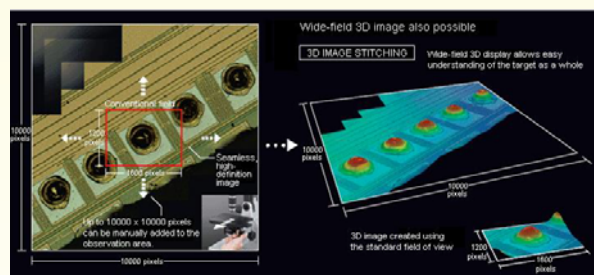 Wide-field 3D image also possible
3D IMAGE STITCHING
Wide-field 3D display allows easy
understanding of the target as a whole
Conventional field
10000
pixels
1200
pixels
1600 pixels
Seamless,
high-
definition
image
Up to 10000 x 10000 pixels
can be manually added to the
observation area.
10000 pixels
10000
pixels
10000
pixels
3D image created using
the standard field of view
1200
pixels
1600
pixels